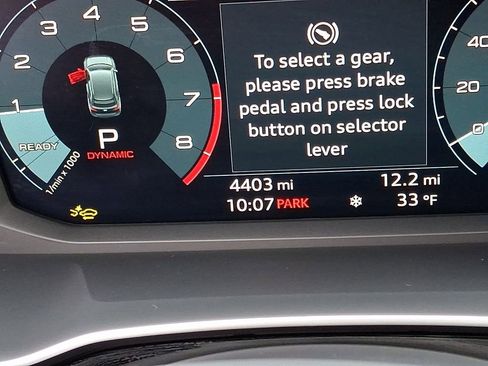 To select a gear,
please press brake
pedal and press lock
button on selector
lever
1 2 3 4 5 6 7 8
READY
P
DYNAMIC
1/min x 1000
40
20
0
4403 mi 12.2 mi
10:07 PARK 33 °F